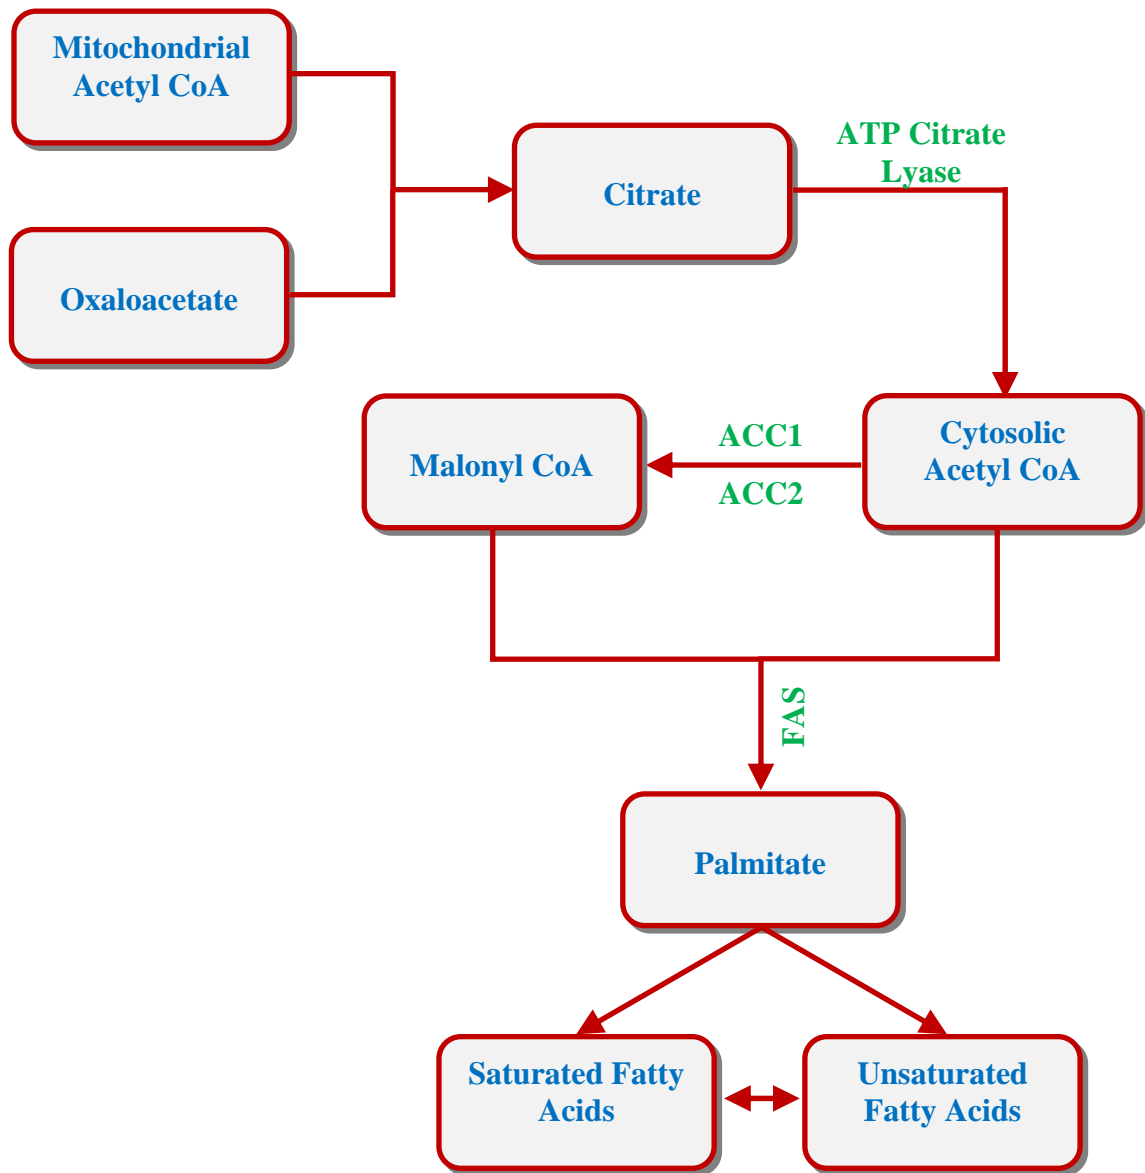 Mitochondrial
Acetyl CoA
Oxaloacetate
Citrate
ATP Citrate
Lyase
Cytosolic
Acetyl CoA
ACC1
ACC2
Malonyl CoA
FAS
Palmitate
Saturated Fatty
Acids
Unsaturated
Fatty Acids